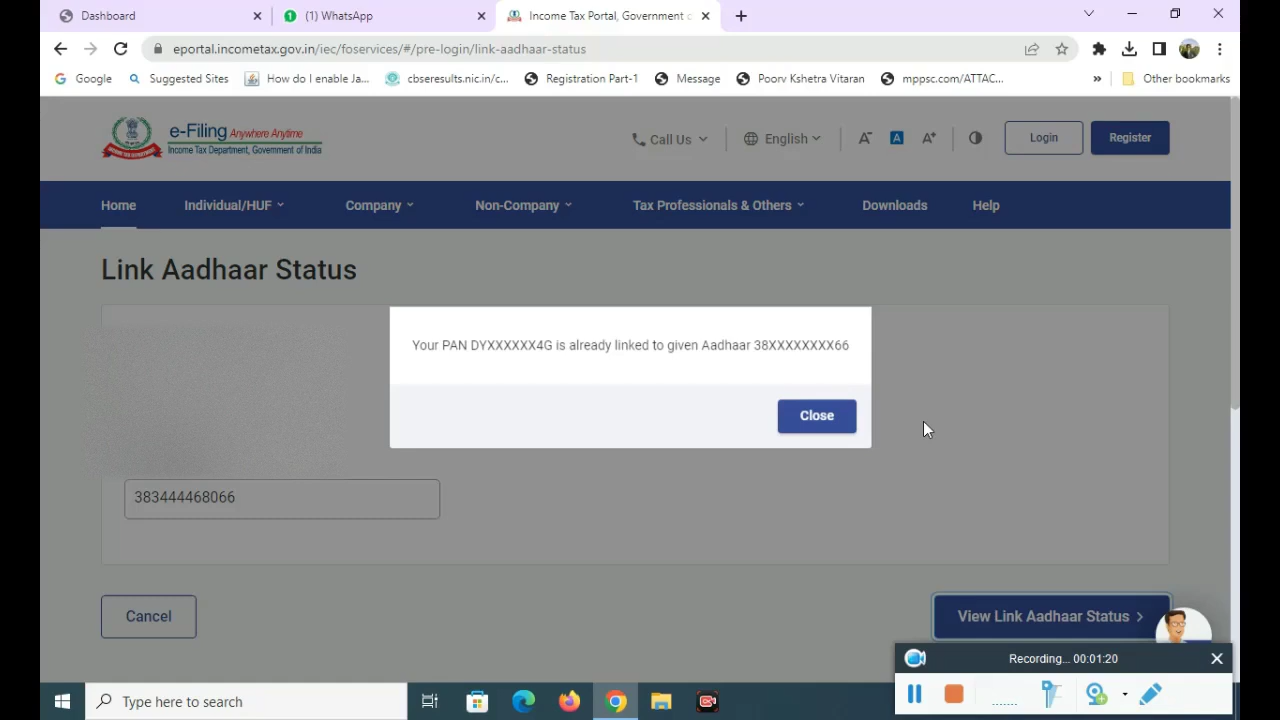 Dashboard
(1) WhatsApp
Income Tax Portal, Government c
eportal.incometax.gov.in/iec/foservices/#/pre-login/link-aadhaar-status
Google
Suggested Sites
How do I enable Ja...
cbseresults.nic.in/c...
Registration Part-1
Message
Poorv Kshetra Vitaran
mppsc.com/ATTAC...
»
Other bookmarks
e-Filing Anywhere Anytime
Income Tax Department, Government of India
Call Us
English
A-
A
A+
Login
Register
Home
Individual/HUF
Company
Non-Company
Tax Professionals & Others
Downloads
Help
Link Aadhaar Status
Your PAN DYXXXXXX4G is already linked to given Aadhaar 38XXXXXXXX66
Close
383444468066
Cancel
View Link Aadhaar Status >
Recording... 00:01:20
Type here to search